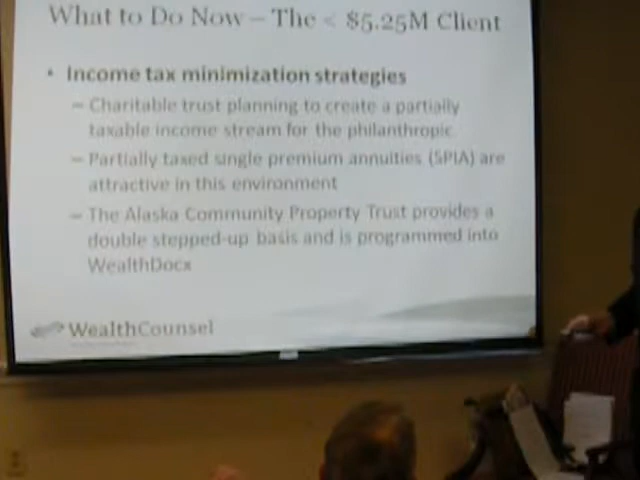 What to Do Now – The < $5.25M Client
• Income tax minimization strategies
– Charitable trust planning to create a partially
taxable income stream for the philanthropic
– Partially taxed single premium annuities (SPIA) are
attractive in this environment
– The Alaska Community Property Trust provides a
double stepped-up basis and is programmed into
WealthDocx
WealthCounsel